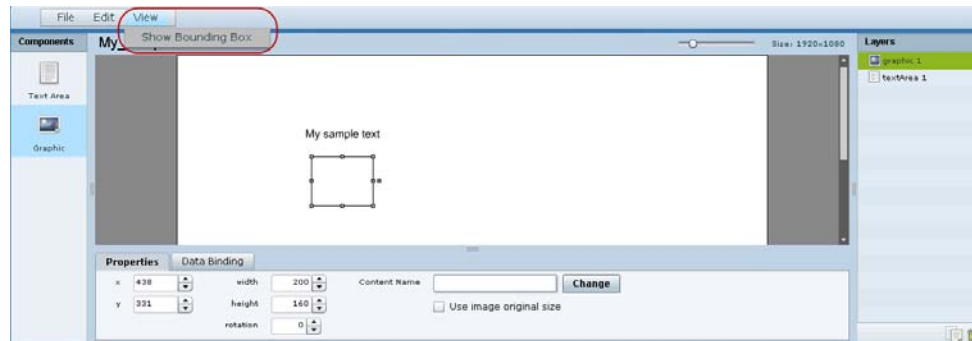 File Edit View
Show Bounding Box
Components
My
Size: 1920x1080
Layers
Text Area
Graphic
graphic 1
textArea 1
My sample text
Properties Data Binding
x 438 width 200 Content Name Change
y 331 height 160 Use image original size
rotation 0